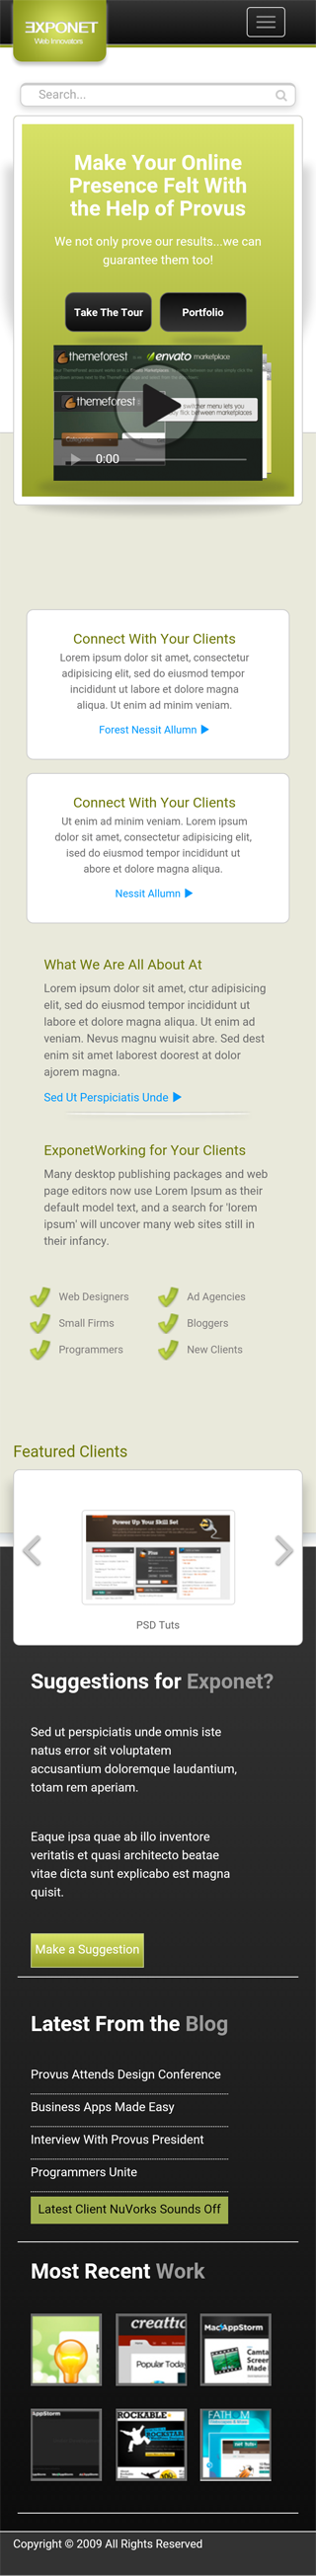 EXPONET
Web Innovators
Search...
Make Your Online
Presence Felt With
the Help of Provus
We not only prove our results...we can
guarantee them too!
Take The Tour
Portfolio
themeforest
envato marketplace
themeforest
switcher menu lets you
between marketplaces
0:00
Connect With Your Clients
Lorem ipsum dolor sit amet, consectetur
adipisicing elit, sed do eiusmod tempor
incididunt ut labore et dolore magna
aliqua. Ut enim ad minim veniam.
Forest Nessit Allumn
Connect With Your Clients
Ut enim ad minim veniam. Lorem ipsum
dolor sit amet, consectetur adipisicing elit,
ised do eiusmod tempor incididunt ut
abore et dolore magna aliqua.
Nessit Allumn
What We Are All About At
Lorem ipsum dolor sit amet, ctur adipisicing
elit, sed do eiusmod tempor incididunt ut
labore et dolore magna aliqua. Ut enim ad
veniam. Nevus magnu wuisit abre. Sed dest
enim sit amet laborest doorest at dolor
ajorem magna.
Sed Ut Perspiciatis Unde
ExponetWorking for Your Clients
Many desktop publishing packages and web
page editors now use Lorem Ipsum as their
default model text, and a search for 'lorem
ipsum' will uncover many web sites still in
their infancy.
Web Designers
Ad Agencies
Small Firms
Bloggers
Programmers
New Clients
Featured Clients
Power Up Your Skill Set
Plus
PSD Tuts
Suggestions for Exponet?
Sed ut perspiciatis unde omnis iste
natus error sit voluptatem
accusantium doloremque laudantium,
totam rem aperiam.
Eaque ipsa quae ab illo inventore
veritatis et quasi architecto beatae
vitae dicta sunt explicabo est magna
quisit.
Make a Suggestion
Latest From the Blog
Provus Attends Design Conference
Business Apps Made Easy
Interview With Provus President
Programmers Unite
Latest Client NuVorks Sounds Off
Most Recent Work
creattic
Popular Today
MacAppStorm
Camta
Screen
Made
AppStorm
ROCKABLE
ROCKSTAR
FATHOM
Copyright © 2009 All Rights Reserved